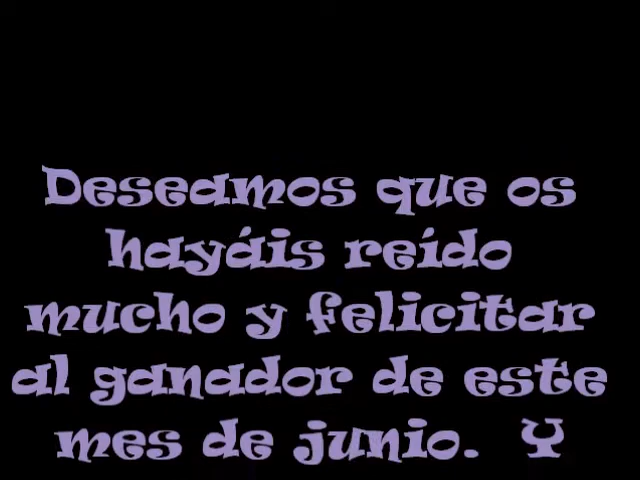 Deseamos que os
hayáis reído
mucho y felicitar
al ganador de este
mes de junio. Y